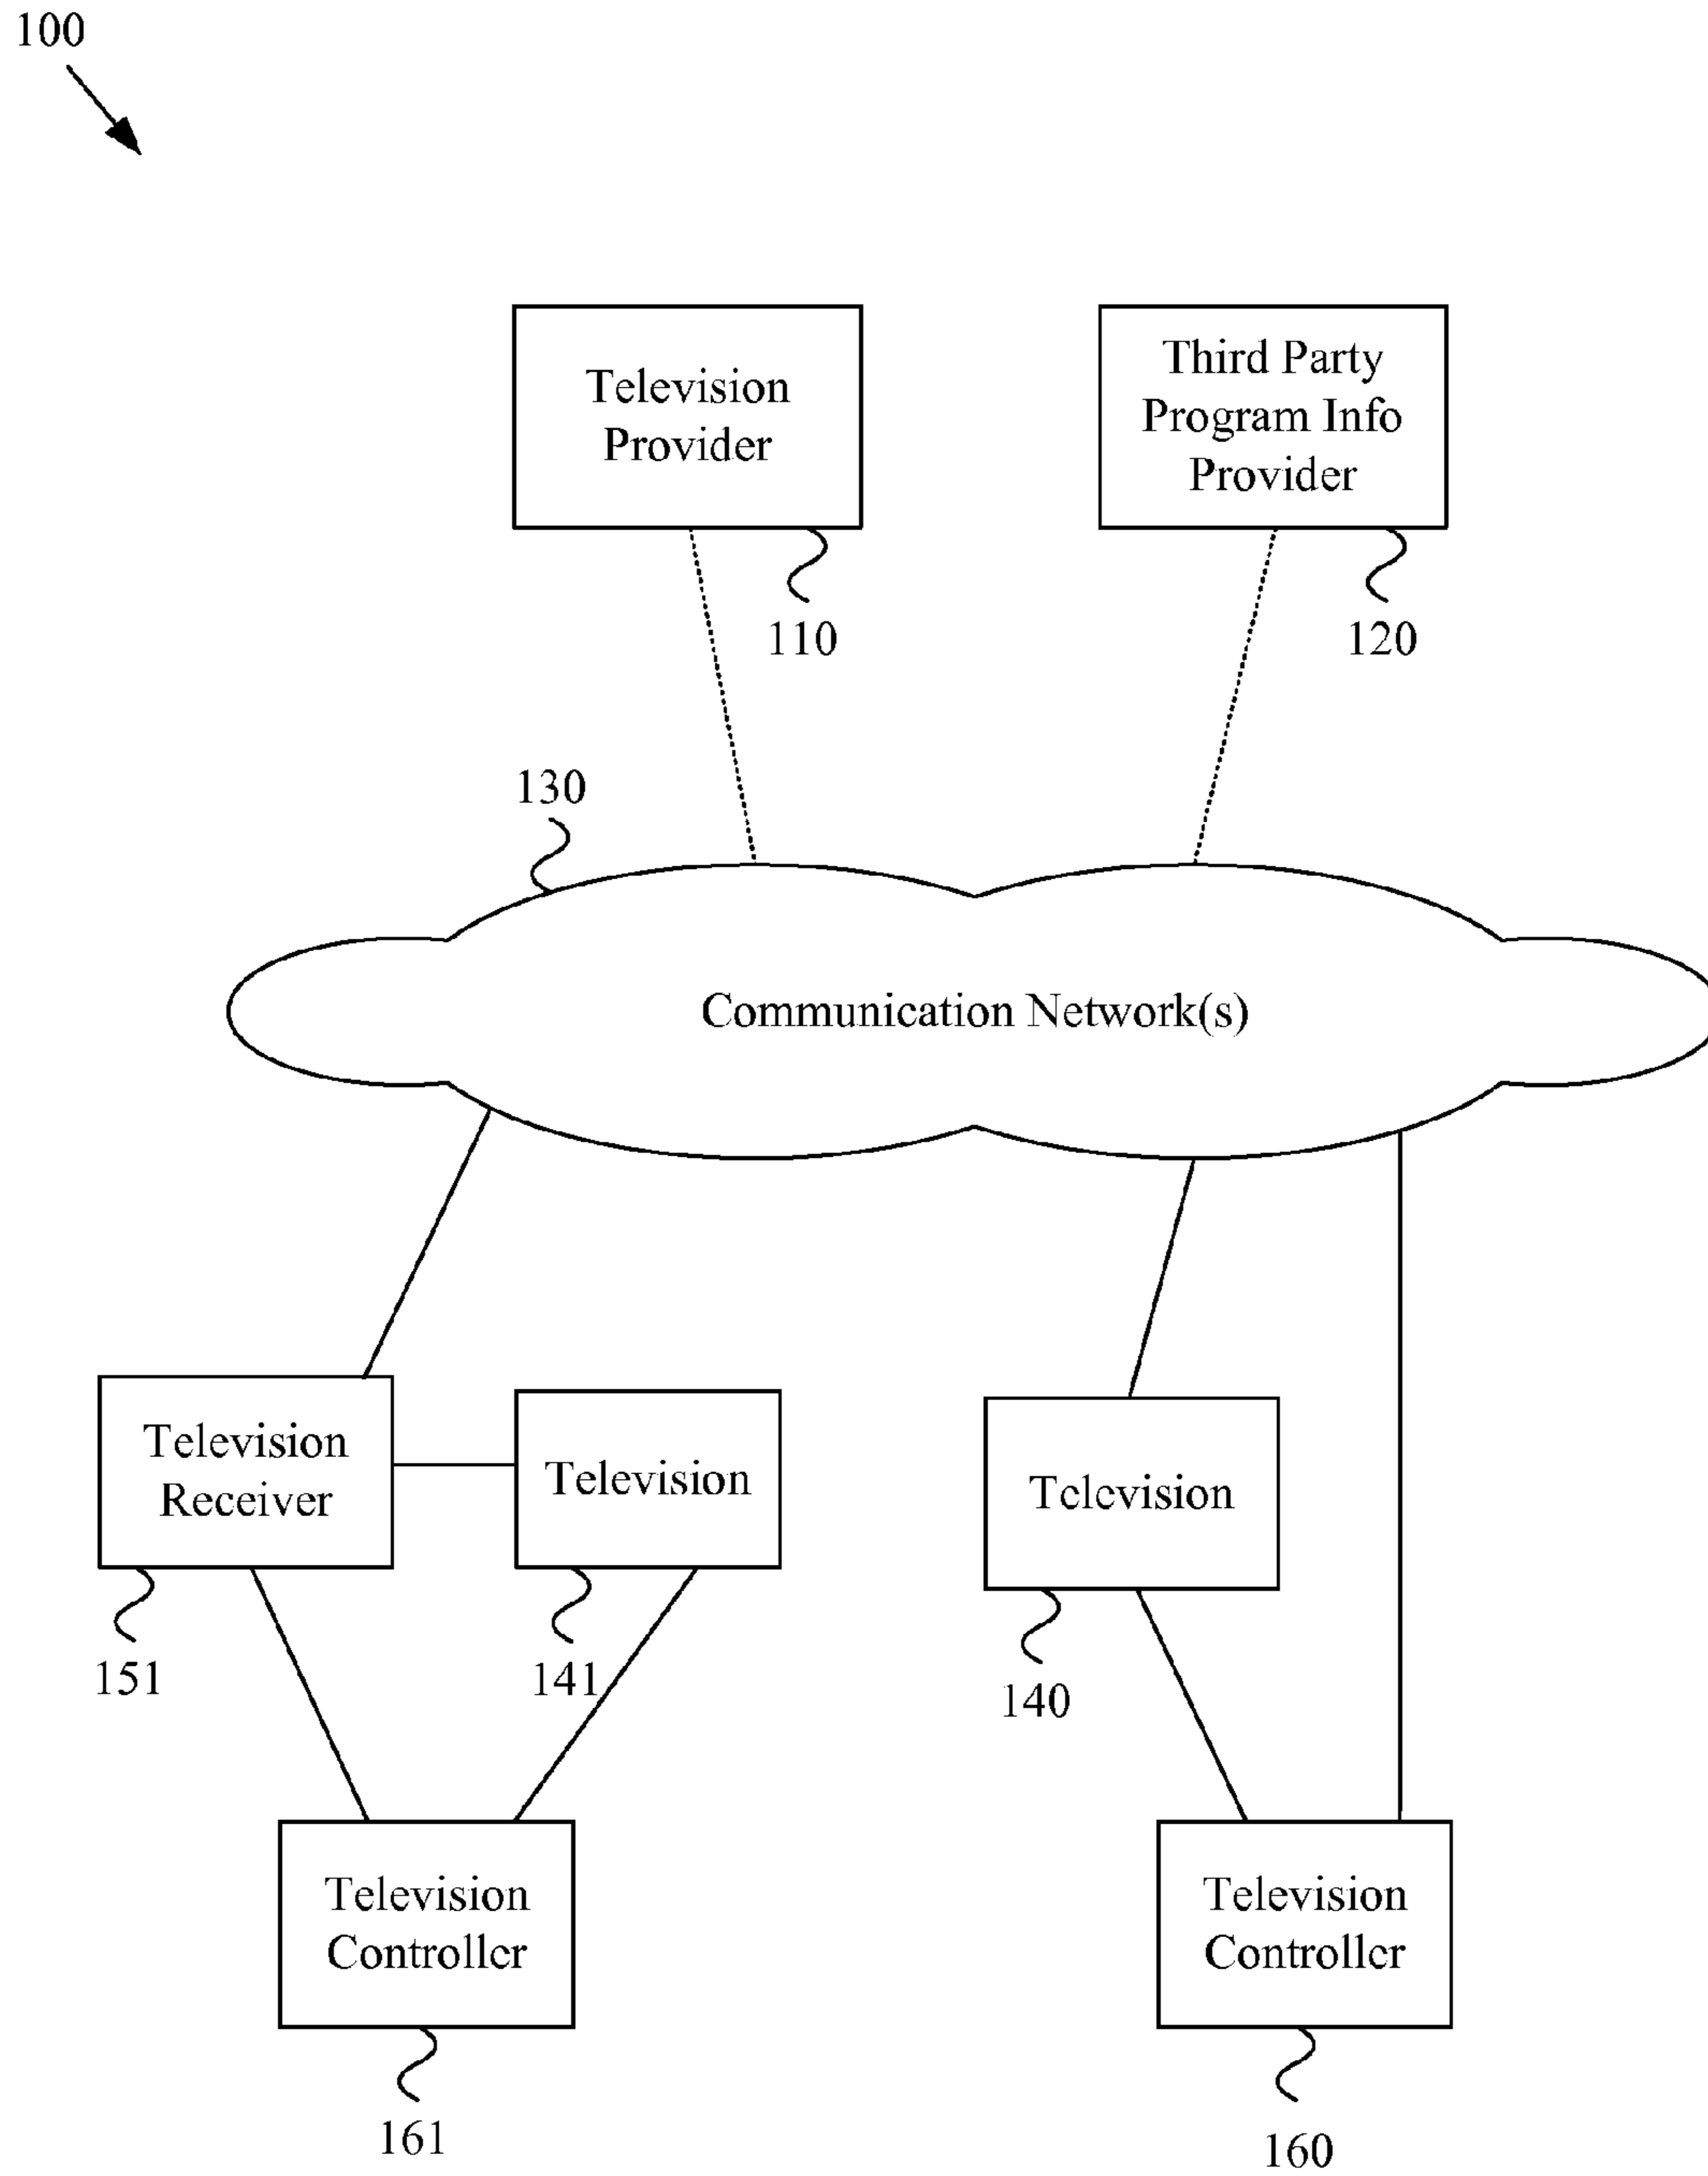 100
Television
Provider
Third Party
Program Info
Provider
110
120
130
Communication Network(s)
Television
Receiver
Television
Television
151
141
140
Television
Controller
Television
Controller
161
160